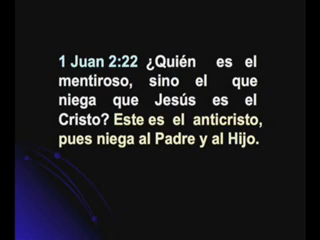 1 Juan 2:22 ¿Quién es el
mentiroso, sino el que
niega que Jesús es el
Cristo? Este es el anticristo,
pues niega al Padre y al Hijo.